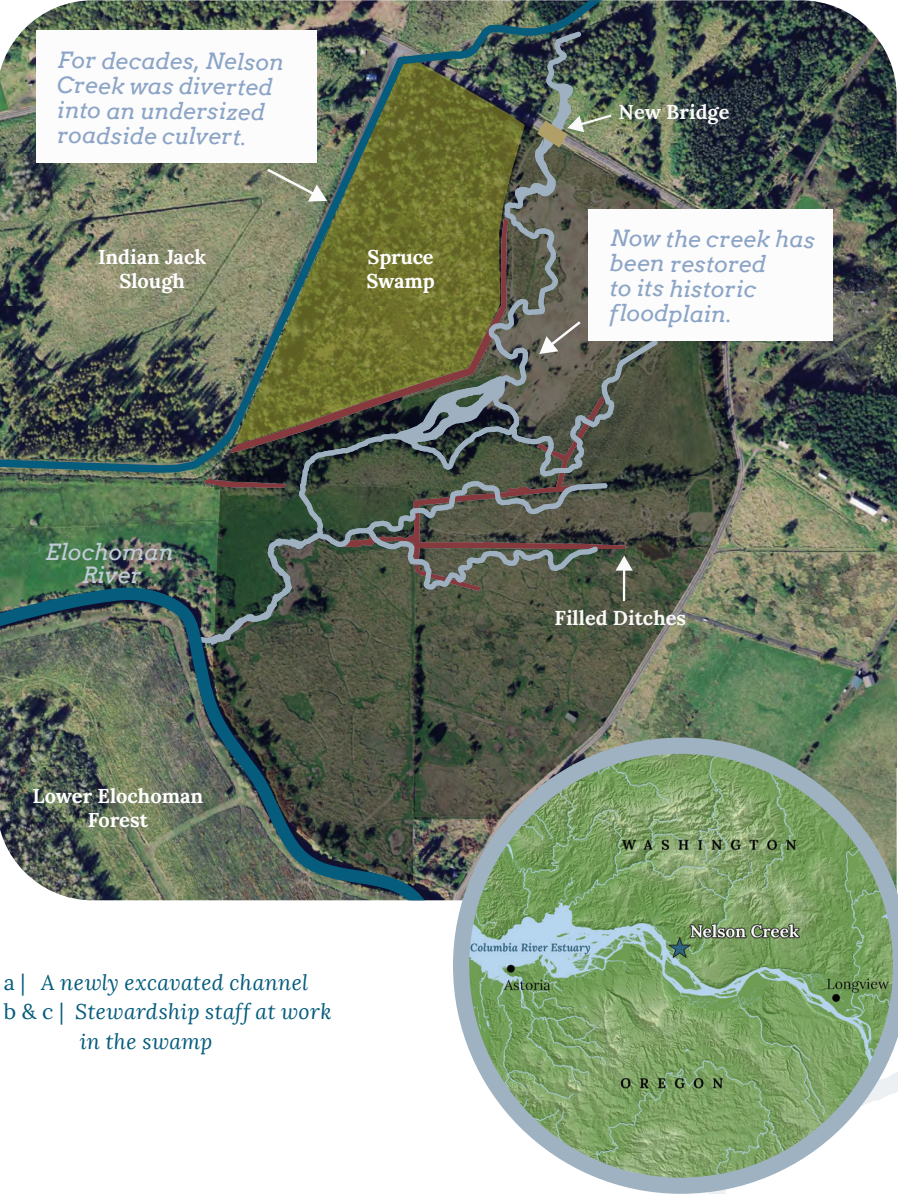 For decades, Nelson
Creek was diverted
into an undersized
roadside culvert.
New Bridge
Now the creek has
been restored
to its historic
floodplain.
Indian Jack
Slough
Spruce
Swamp
Elochoman
River
Filled Ditches
Lower Elochoman
Forest
WASHINGTON
Nelson Creek
Columbia River Estuary
Astoria
Longview
OREGON
a | A newly excavated channel
b & c | Stewardship staff at work
in the swamp